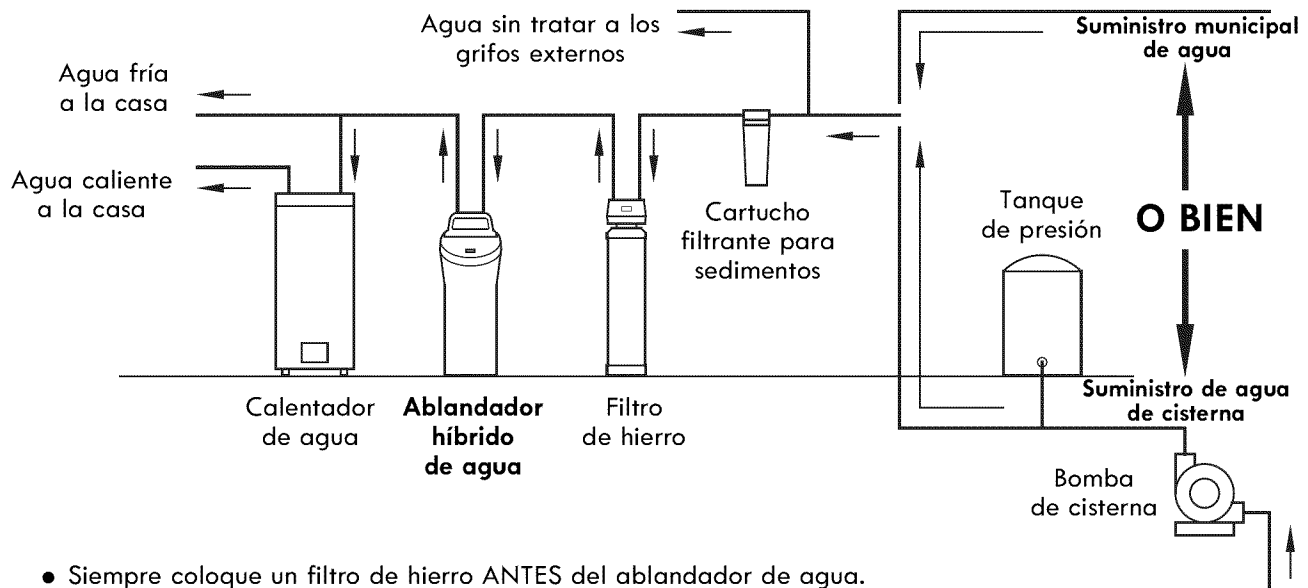 Agua sin tratar a los
grifos externos
Suministro municipal
de agua
Agua fría
a la casa
Agua caliente
a la casa
Cartucho
filtrante para
sedimentos
Tanque
de presión
O BIEN
Calentador
de agua
Ablandador
híbrido
de agua
Filtro
de hierro
Suministro de agua
de cisterna
Bomba
de cisterna
● Siempre coloque un filtro de hierro ANTES del ablandador de agua.